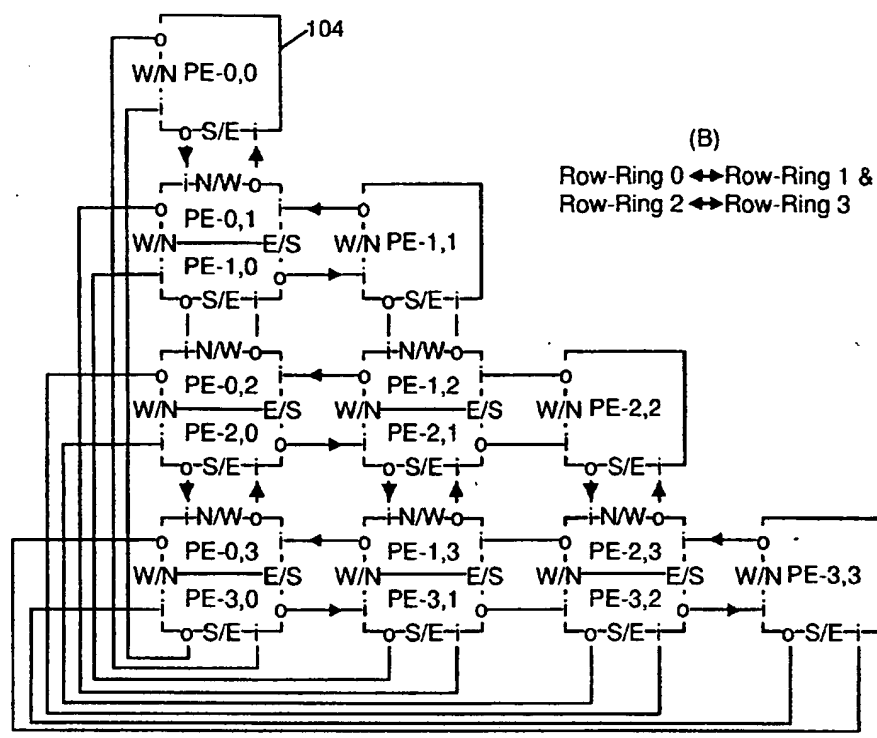 104
o
W/N PE-0,0
i
o S/E i
(B)
Row-Ring 0 ◄►Row-Ring 1 &
Row-Ring 2 ◄►Row-Ring 3
i N/W o
o PE-0,1 i o
W/N E/S W/N PE-1,1
i PE-1,0 o i
o S/E i o S/E i
i N/W o i N/W o
o PE-0,2 i o PE-1,2 i o
W/N E/S W/N E/S W/N PE-2,2
i PE-2,0 o i PE-2,1 o i
o S/E i o S/E i o S/E i
i N/W o i N/W o i N/W o
o PE-0,3 i o PE-1,3 i o PE-2,3 i o
W/N E/S W/N E/S W/N E/S W/N PE-3,3
i PE-3,0 o i PE-3,1 o i PE-3,2 o i
o S/E i o S/E i o S/E i o S/E i